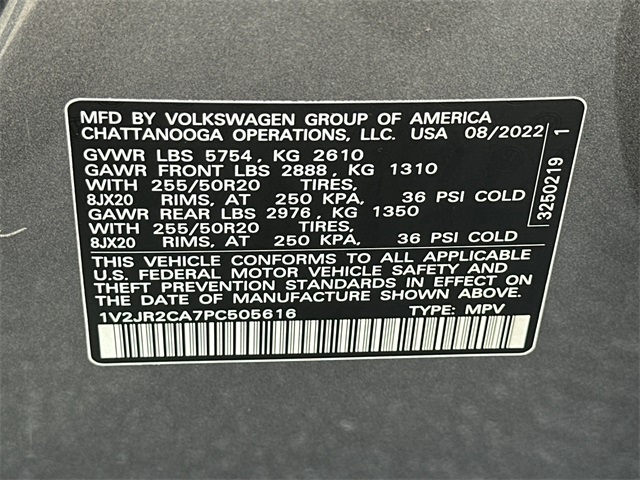 MFD BY VOLKSWAGEN GROUP OF AMERICA
CHATTANOOGA OPERATIONS, LLC. USA 08/2022
GVWR LBS 5754 , KG 2610
GAWR FRONT LBS 2888 , KG 1310
WITH 255/50R20 TIRES,
8JX20 RIMS, AT 250 KPA, 36 PSI COLD
GAWR REAR LBS 2976 , KG 1350
WITH 255/50R20 TIRES,
8JX20 RIMS, AT 250 KPA, 36 PSI COLD
THIS VEHICLE CONFORMS TO ALL APPLICABLE
U.S. FEDERAL MOTOR VEHICLE SAFETY AND
THEFT PREVENTION STANDARDS IN EFFECT ON
THE DATE OF MANUFACTURE SHOWN ABOVE.
1V2JR2CA7PC505616 TYPE: MPV
3250219 1